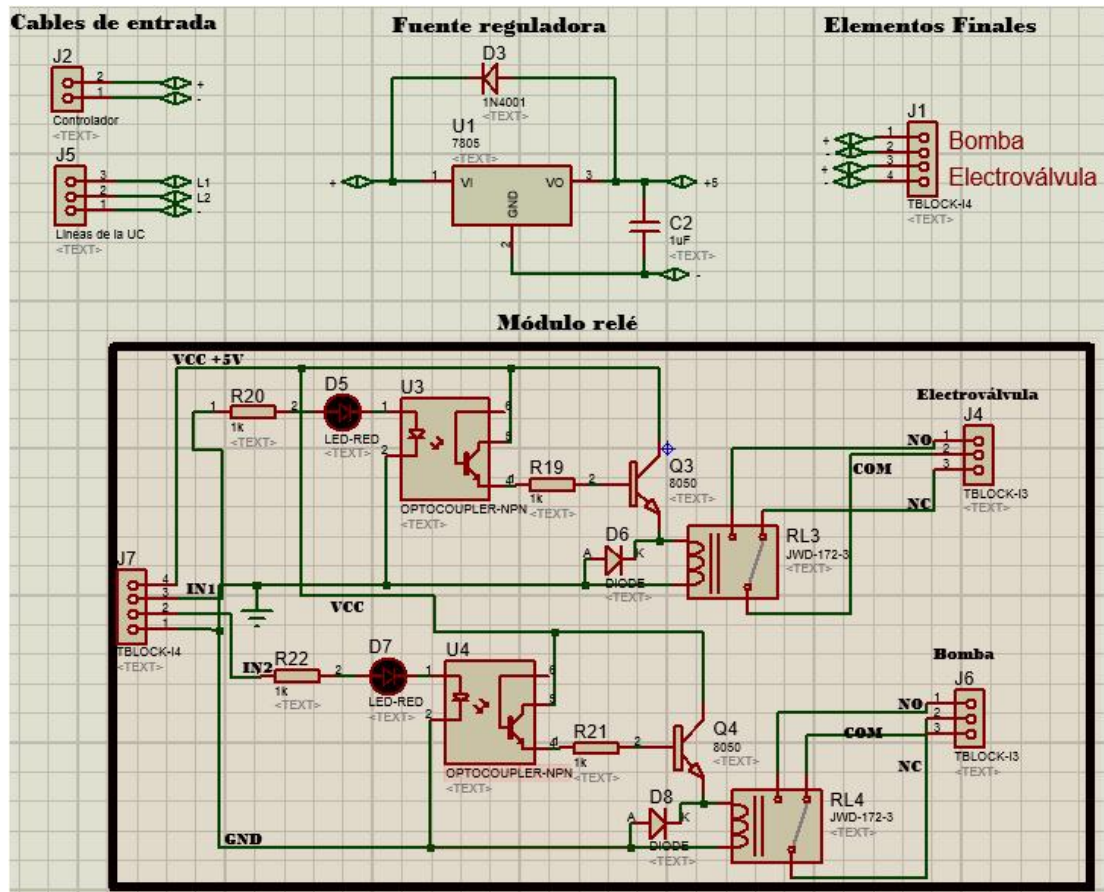 Cables de entrada
J2
2
+
1
-
Controlador
<TEXT>
J5
3
L1
2
L2
1
-
Líneas de la UC
<TEXT>
Fuente reguladora
D3
1N4001
<TEXT>
U1
7805
<TEXT>
+
1
VI
VO
3
+5
GND
2
C2
1uF
<TEXT>
-
Elementos Finales
J1
+
1
Bomba
-
2
+
3
Electroválvula
-
4
TBLOCK-I4
<TEXT>
Módulo relé
VCC +5V
1
R20
2
1k
<TEXT>
D5
LED-RED
<TEXT>
U3
1
2
6
5
4
OPTOCOUPLER-NPN
<TEXT>
1
R19
2
1k
<TEXT>
Q3
8050
<TEXT>
D6
A
K
DIODE
<TEXT>
RL3
JWD-172-3
<TEXT>
Electroválvula
J4
NO
1
COM
2
NC
3
TBLOCK-I3
<TEXT>
J7
4
IN1
3
2
1
TBLOCK-I4
<TEXT>
VCC
IN2
R22
2
1k
<TEXT>
D7
LED-RED
<TEXT>
U4
1
2
6
5
4
OPTOCOUPLER-NPN
<TEXT>
1
R21
2
1k
<TEXT>
Q4
8050
<TEXT>
D8
A
K
DIODE
<TEXT>
RL4
JWD-172-3
<TEXT>
Bomba
J6
NO
1
2
COM
3
NC
TBLOCK-I3
<TEXT>
GND